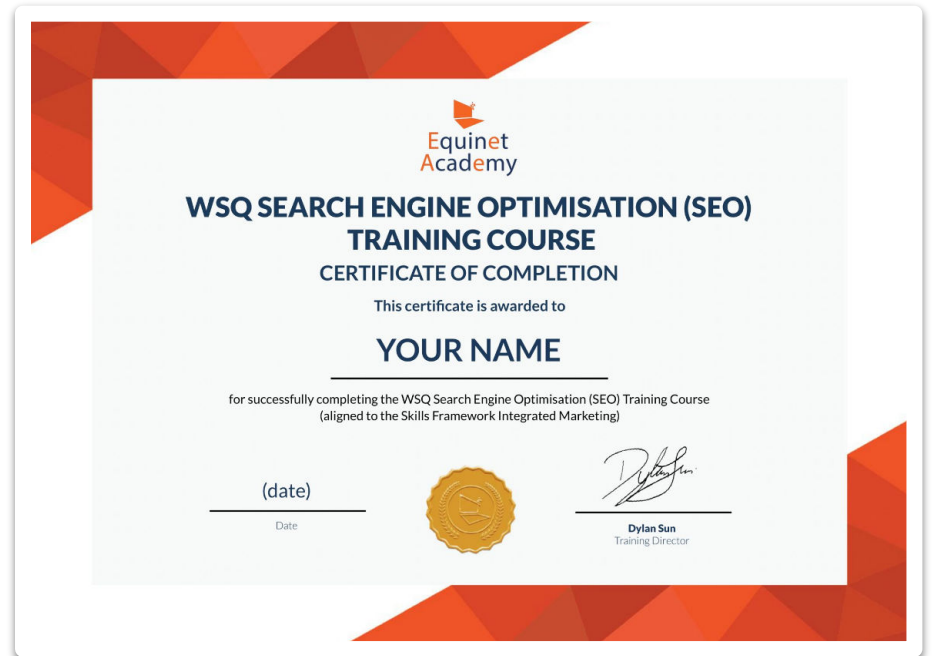 Equinet
Academy
WSQ SEARCH ENGINE OPTIMISATION (SEO)
TRAINING COURSE
CERTIFICATE OF COMPLETION
This certificate is awarded to
YOUR NAME
for successfully completing the WSQ Search Engine Optimisation (SEO) Training Course
(aligned to the Skills Framework Integrated Marketing)
(date)
Date
Dylan Sun
Dylan Sun
Training Director